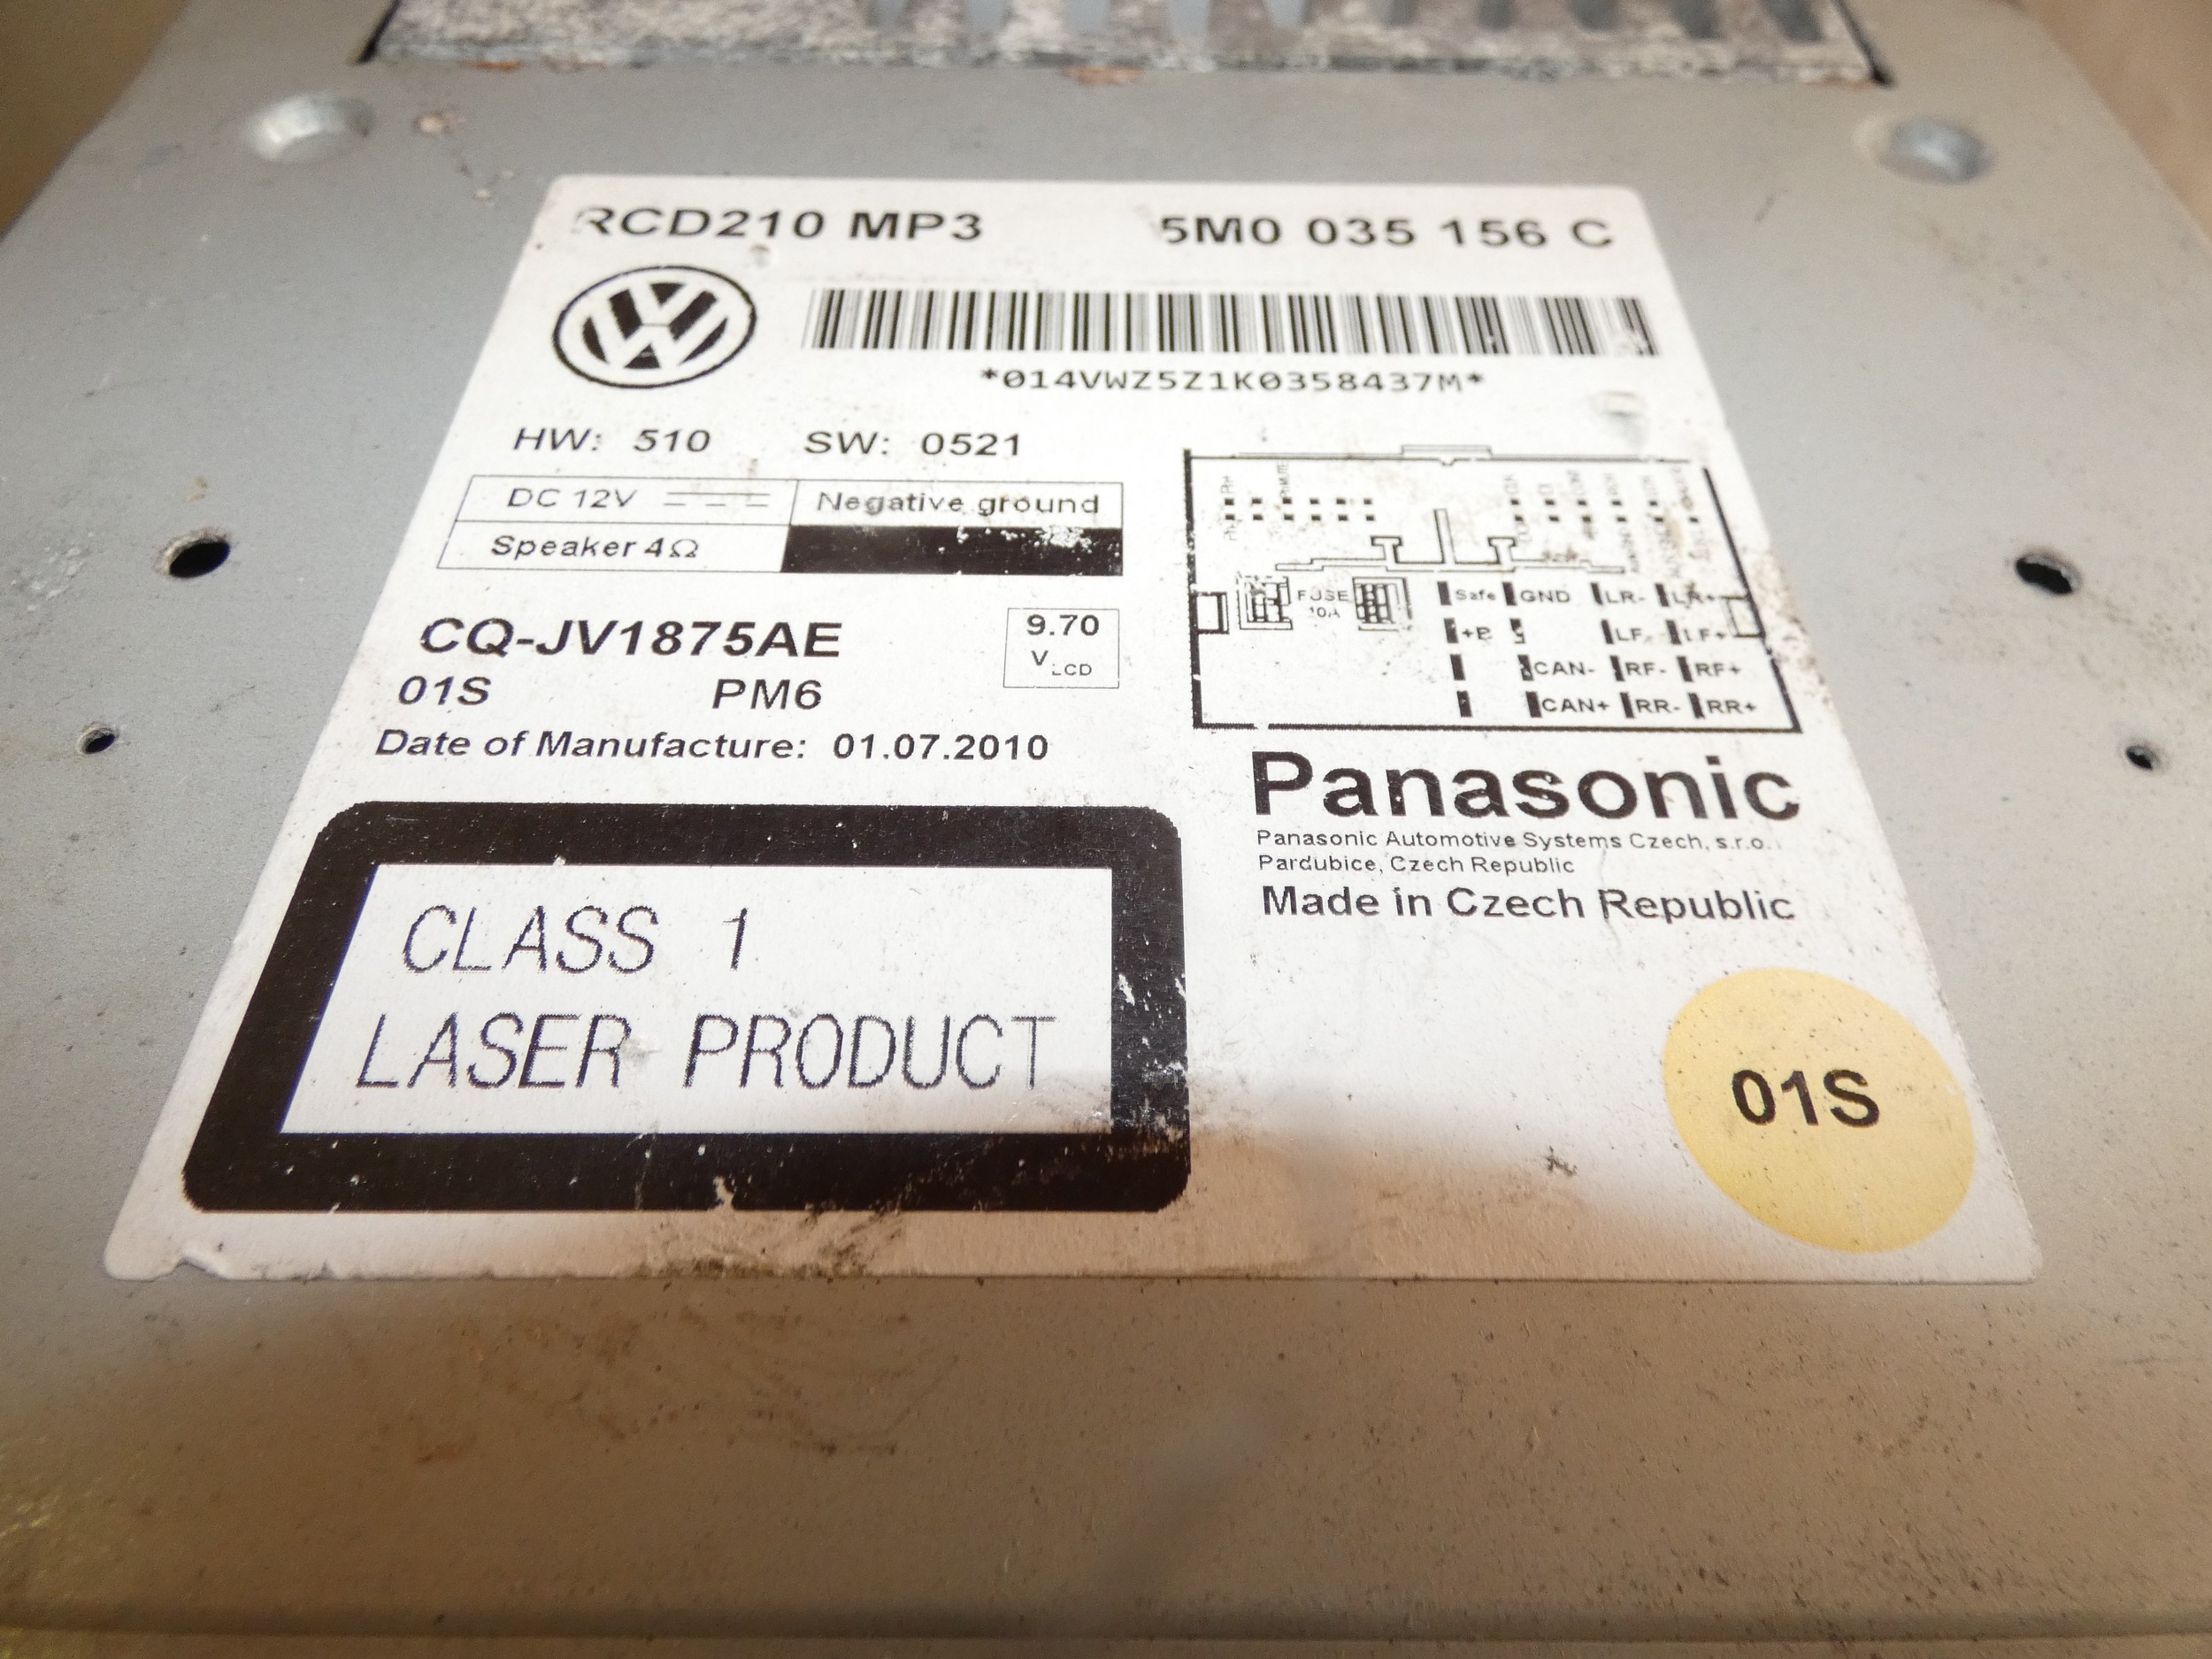 RCD210 MP3 5M0 035 156 C
*014VWZ5Z1K0358437M*
HW: 510 SW: 0521
DC 12V Negative ground
Speaker 4Ω
CQ-JV1875AE
9.70
VLCD
01S PM6
Date of Manufacture: 01.07.2010
FUSE
10A
Safe GND LR- LR+
+B LF- LF+
CAN- RF- RF+
CAN+ RR- RR+
Panasonic
Panasonic Automotive Systems Czech, s.r.o.
Pardubice, Czech Republic
Made in Czech Republic
CLASS 1
LASER PRODUCT
01S